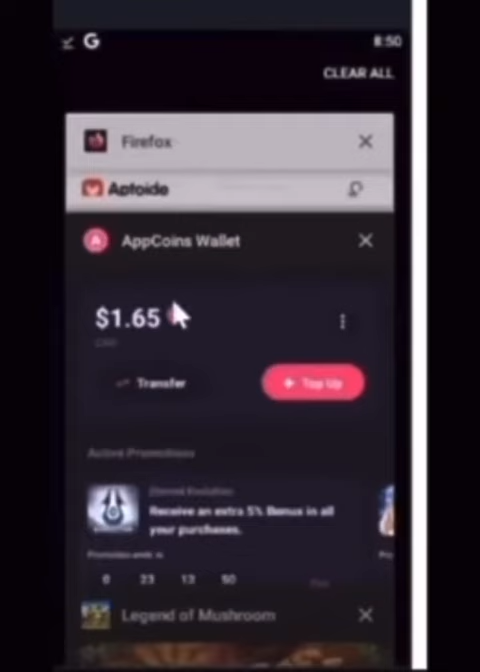 8:50
CLEAR ALL
Firefox
Aptoide
AppCoins Wallet
$1.65
Transfer
Top Up
Active Promotions
Receive an extra 5% Bonus in all
your purchases.
0 23 13 50
Legend of Mushroom